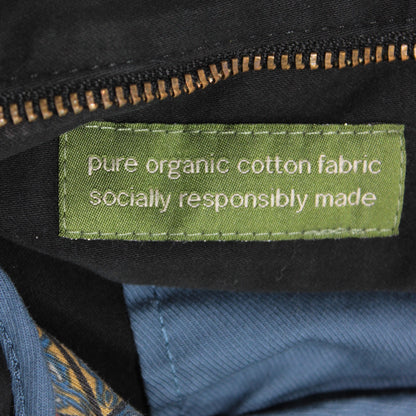 pure organic cotton fabric
socially responsibly made